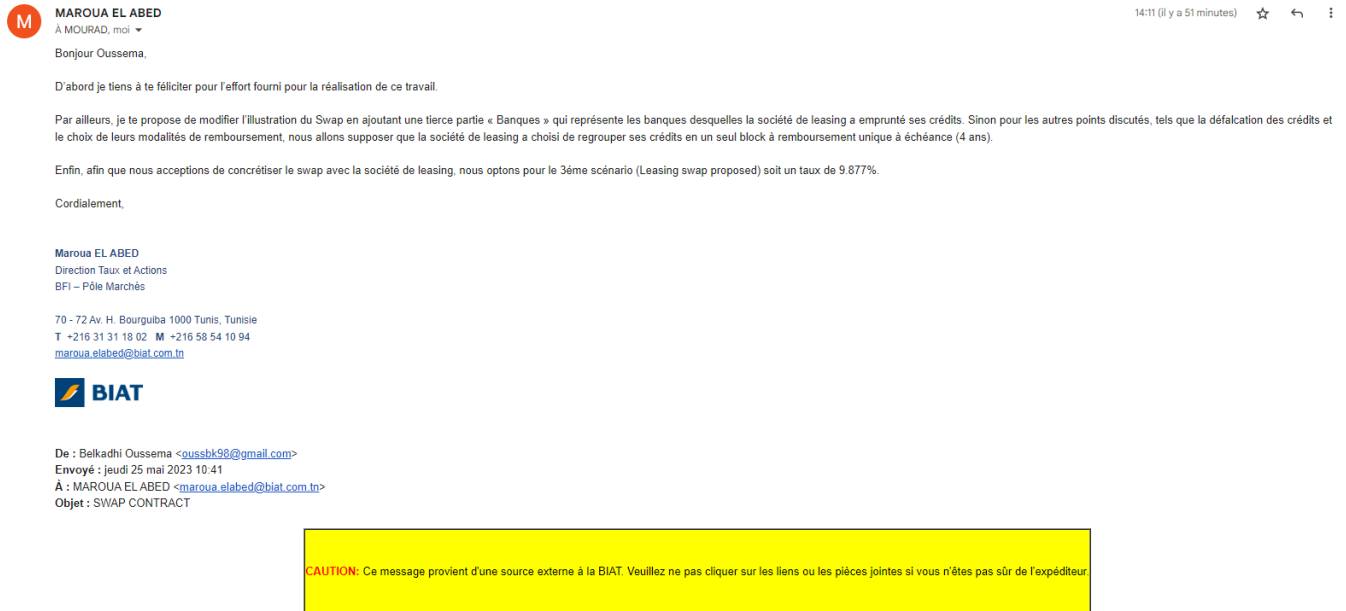 M
MAROUA EL ABED
14:11 (il y a 51 minutes)
À MOURAD, moi
Bonjour Oussema,
D'abord je tiens à te féliciter pour l'effort fourni pour la réalisation de ce travail.
Par ailleurs, je te propose de modifier l'illustration du Swap en ajoutant une tierce partie « Banques » qui représente les banques desquelles la société de leasing a emprunté ses crédits. Sinon pour les autres points discutés, tels que la défalcation des crédits et
le choix de leurs modalités de remboursement, nous allons supposer que la société de leasing a choisi de regrouper ses crédits en un seul block à remboursement unique à échéance (4 ans).
Enfin, afin que nous acceptions de concrétiser le swap avec la société de leasing, nous optons pour le 3éme scénario (Leasing swap proposed) soit un taux de 9.877%.
Cordialement,
Maroua EL ABED
Direction Taux et Actions
BFI – Pôle Marchés
70 - 72 Av. H. Bourguiba 1000 Tunis, Tunisie
T +216 31 31 18 02 M +216 58 54 10 94
maroua.elabed@biat.com.tn
BIAT
De : Belkadhi Oussema <oussbk98@gmail.com>
Envoyé : jeudi 25 mai 2023 10:41
À : MAROUA EL ABED <maroua.elabed@biat.com.tn>
Objet : SWAP CONTRACT
CAUTION: Ce message provient d'une source externe à la BIAT. Veuillez ne pas cliquer sur les liens ou les pièces jointes si vous n'êtes pas sûr de l'expéditeur.